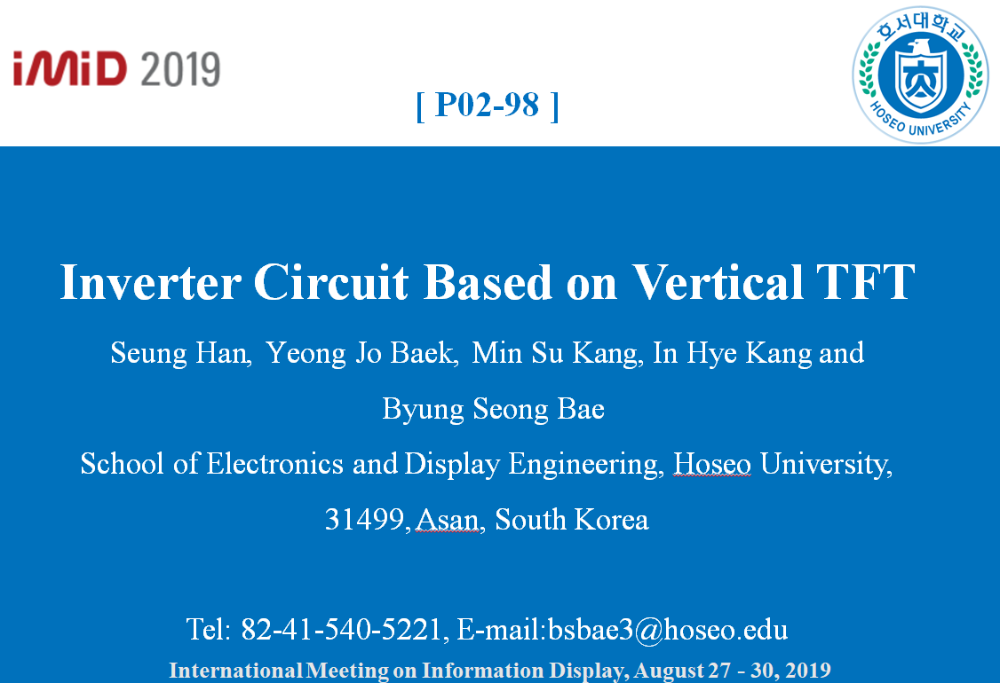 iMiD 2019
호서대학교
HOSEO UNIVERSITY
[ P02-98 ]
Inverter Circuit Based on Vertical TFT
Seung Han, Yeong Jo Baek, Min Su Kang, In Hye Kang and
Byung Seong Bae
School of Electronics and Display Engineering, Hoseo University,
31499, Asan, South Korea
Tel: 82-41-540-5221, E-mail:bsbae3@hoseo.edu
International Meeting on Information Display, August 27 - 30, 2019